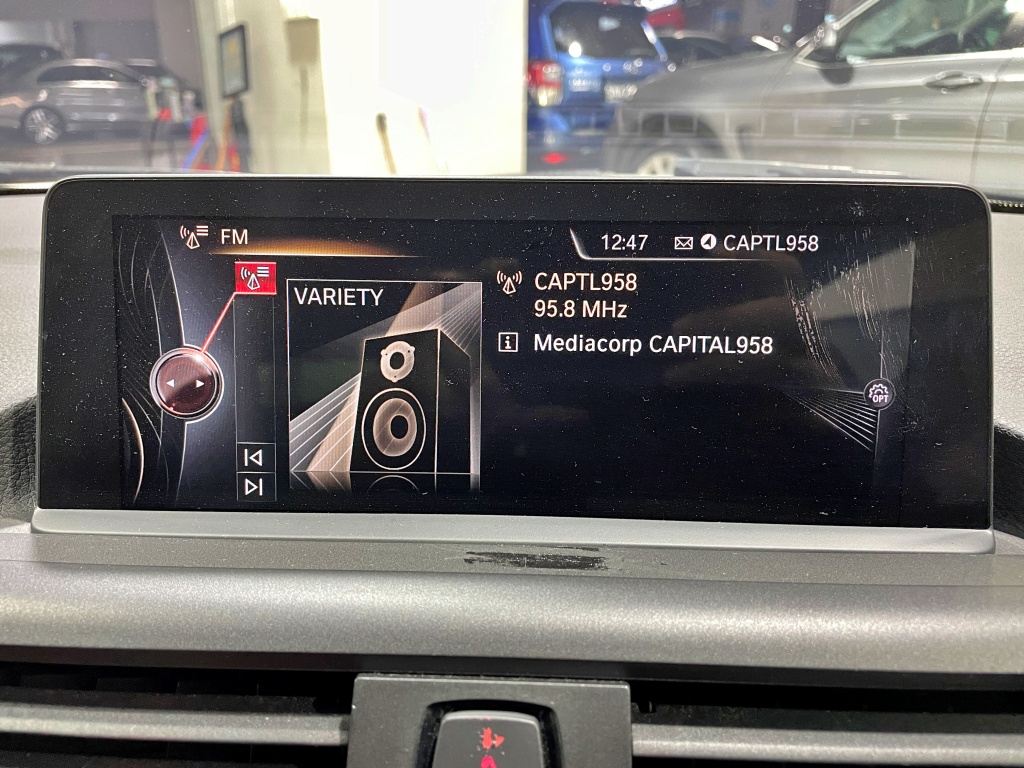 FM
12:47 CAPTL958
VARIETY
CAPTL958
95.8 MHz
Mediacorp CAPITAL958
OPT